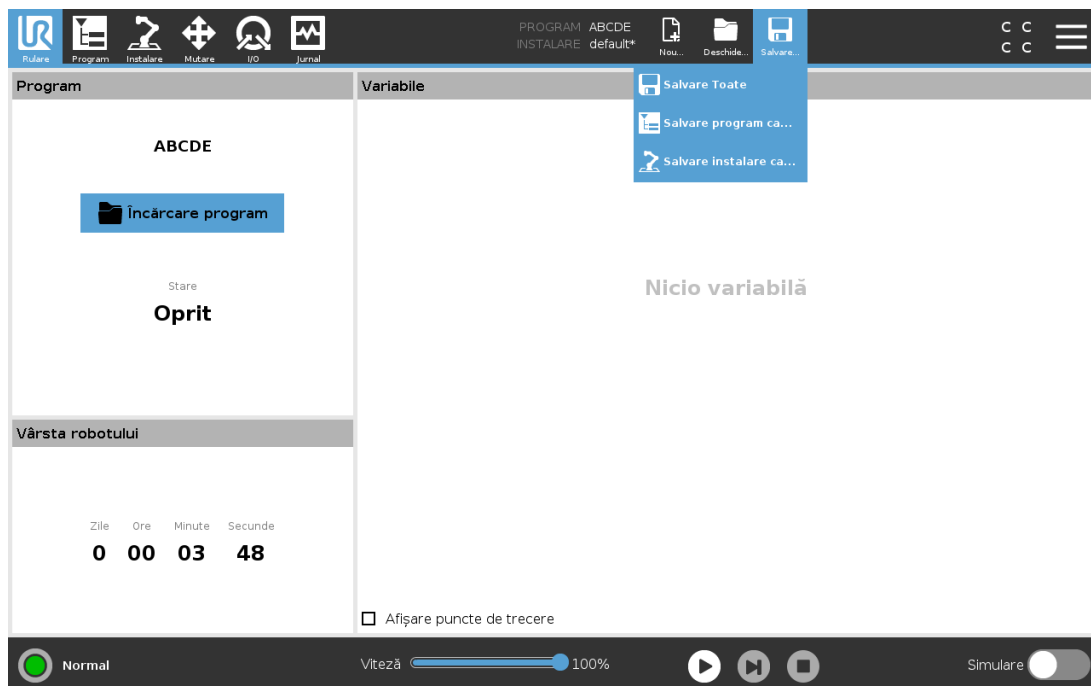 UR
Rulare
Program
Instalare
Mutare
I/O
Jurnal
PROGRAM ABCDE
INSTALARE default*
Nou...
Deschide...
Salvare...
C C
C C
Salvare Toate
Salvare program ca...
Salvare instalare ca...
Program
ABCDE
Încărcare program
Stare
Oprit
Variabile
Nicio variabilă
Vârsta robotului
Zile Ore Minute Secunde
0 00 03 48
Afișare puncte de trecere
Normal
Viteză 100%
Simulare